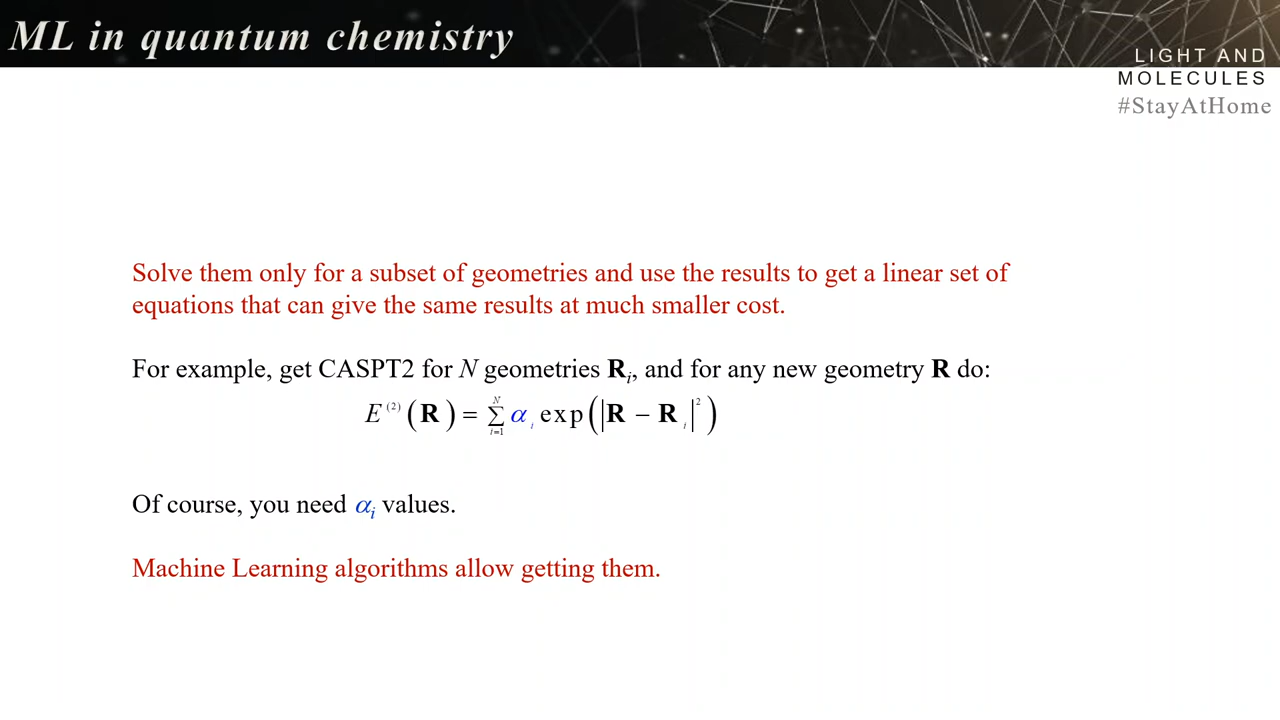 ML in quantum chemistry
LIGHT AND
MOLECULES
#StayAtHome
Solve them only for a subset of geometries and use the results to get a linear set of
equations that can give the same results at much smaller cost.
For example, get CASPT2 for N geometries Rᵢ, and for any new geometry R do:
E⁽²⁾(R) = ∑ᵢ₌₁ᴺ αᵢ exp(|R − Rᵢ|²)
Of course, you need αᵢ values.
Machine Learning algorithms allow getting them.